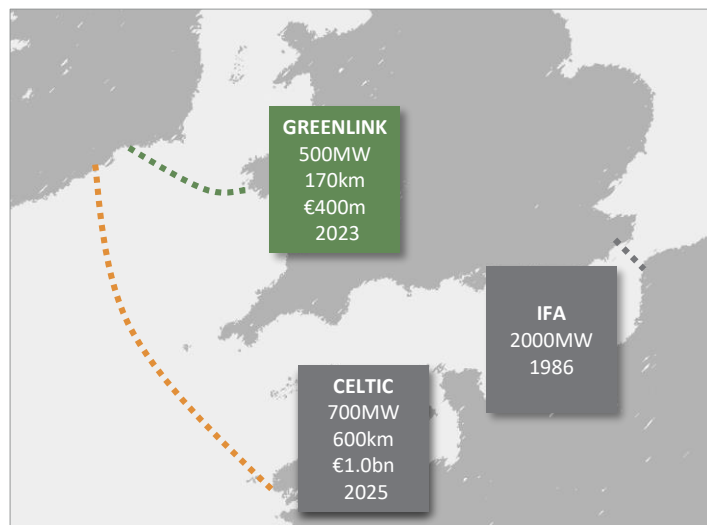 GREENLINK
500MW
170km
€400m
2023
IFA
2000MW
1986
CELTIC
700MW
600km
€1.0bn
2025